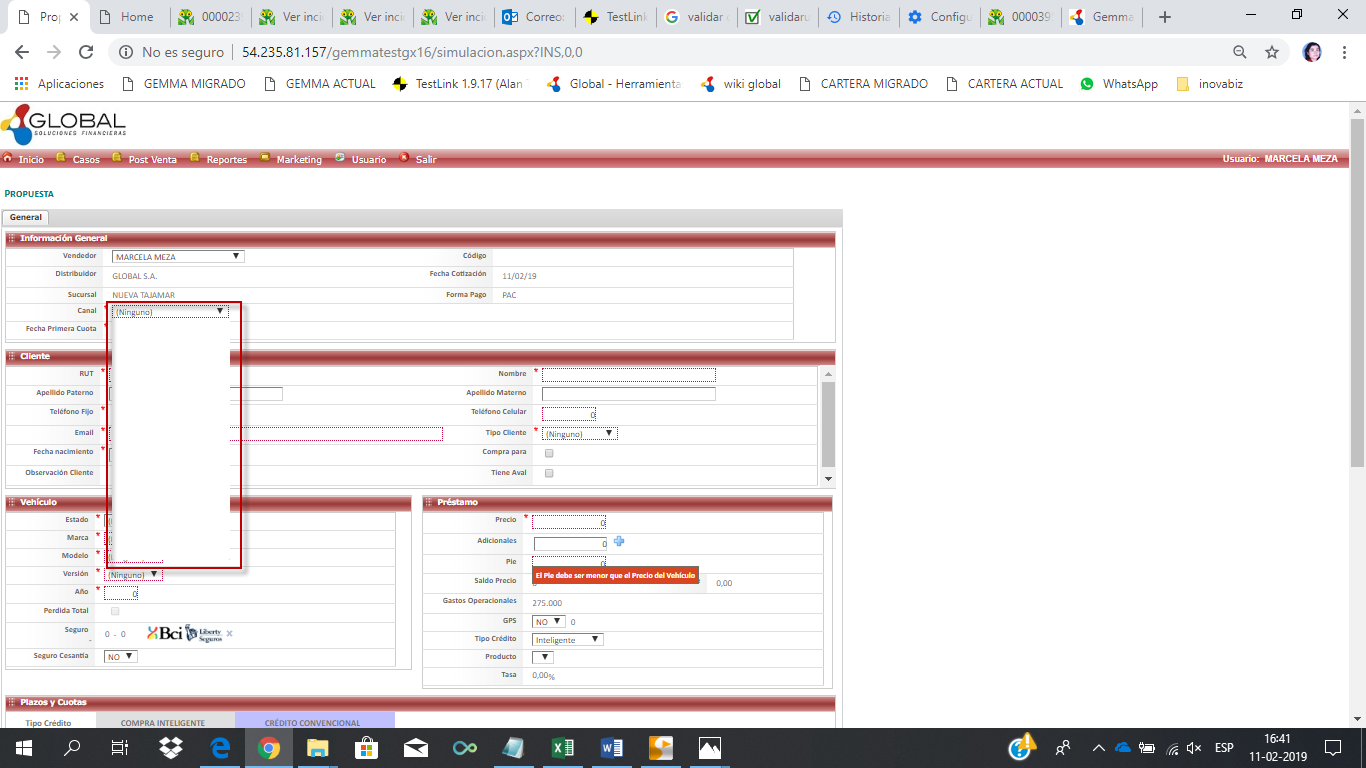 Prop
Home
000023
Ver inci
Ver inci
Ver inci
Correo:
TestLink
validar
validaru
Historia
Configu
000039
Gemma
No es seguro | 54.235.81.157/gemmatestgx16/simulacion.aspx?INS,0,0
Aplicaciones GEMMA MIGRADO GEMMA ACTUAL TestLink 1.9.17 (Alan Global - Herramienta wiki global CARTERA MIGRADO CARTERA ACTUAL WhatsApp inovabiz
GLOBAL
SOLUCIONES FINANCIERAS
Inicio Casos Post Venta Reportes Marketing Usuario Salir Usuario: MARCELA MEZA
PROPUESTA
General
Información General
Vendedor MARCELA MEZA Código
Distribuidor GLOBAL S.A. Fecha Cotización 11/02/19
Sucursal NUEVA TAJAMAR Forma Pago PAC
Canal * (Ninguno)
Fecha Primera Cuota *
Cliente
RUT * Nombre *
Apellido Paterno Apellido Materno
Teléfono Fijo * Teléfono Celular 0
Email * Tipo Cliente * (Ninguno)
Fecha nacimiento * Compra para
Observación Cliente Tiene Aval
Vehículo
Estado *
Marca *
Modelo *
Versión * (Ninguno)
Año * 0
Perdida Total
Seguro 0 - 0 Bci Liberty Seguros x
-
Seguro Cesantía NO
Préstamo
Precio * 0
Adicionales 0
Pie 0
El Pie debe ser menor que el Precio del Vehículo
Saldo Precio 0,00
Gastos Operacionales 275.000
GPS NO 0
Tipo Crédito Inteligente
Producto
Tasa 0,00%
Plazos y Cuotas
Tipo Crédito COMPRA INTELIGENTE CRÉDITO CONVENCIONAL
ESP
16:41
11-02-2019